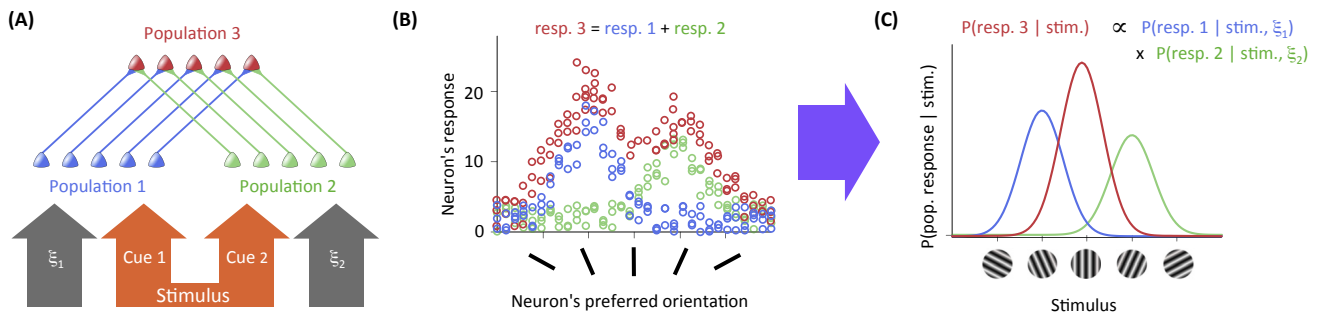 (A)
Population 3
Population 1
Population 2
ξ1
Cue 1
Cue 2
ξ2
Stimulus
(B)
resp. 3 = resp. 1 + resp. 2
Neuron's response
20
10
0
Neuron's preferred orientation
(C)
P(resp. 3 | stim.) ∝ P(resp. 1 | stim., ξ1)
x P(resp. 2 | stim., ξ2)
P(pop. response | stim.)
Stimulus